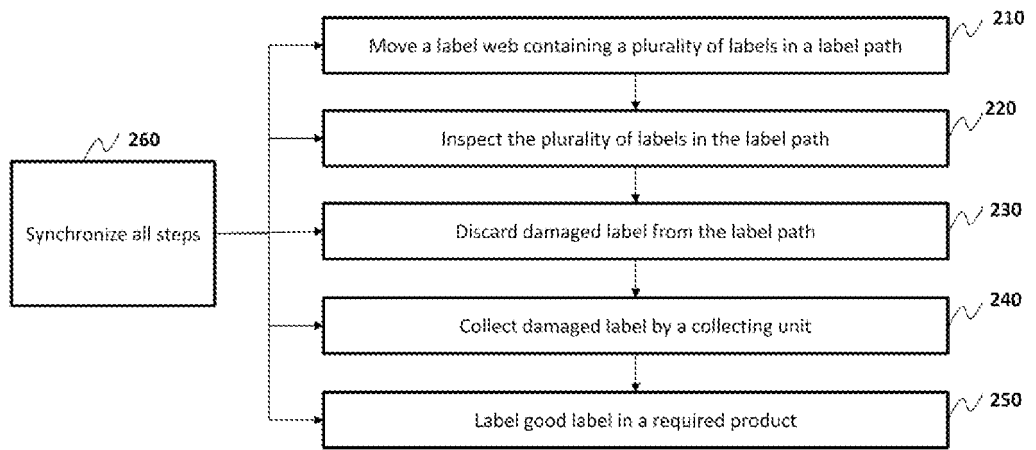 210
Move a label web containing a plurality of labels in a label path
220
Inspect the plurality of labels in the label path
260
230
Synchronize all steps
Discard damaged label from the label path
240
Collect damaged label by a collecting unit
250
Label good label in a required product